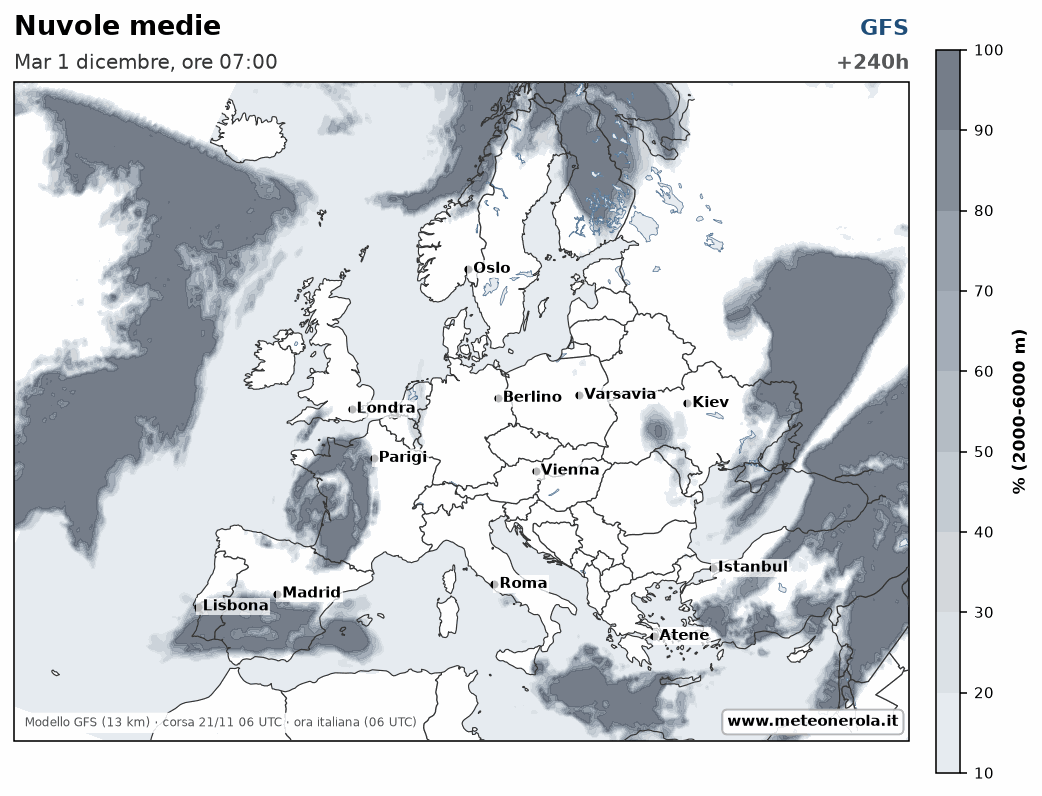 Nuvole medie
GFS
Mar 1 dicembre, ore 07:00
+240h
100
90
80
70
60
50
40
30
20
10
% (2000-6000 m)
Oslo
Berlino
Varsavia
Kiev
Londra
Parigi
Vienna
Istanbul
Roma
Madrid
Lisbona
Atene
Modello GFS (13 km) · corsa 21/11 06 UTC · ora italiana (06 UTC)
www.meteonerola.it